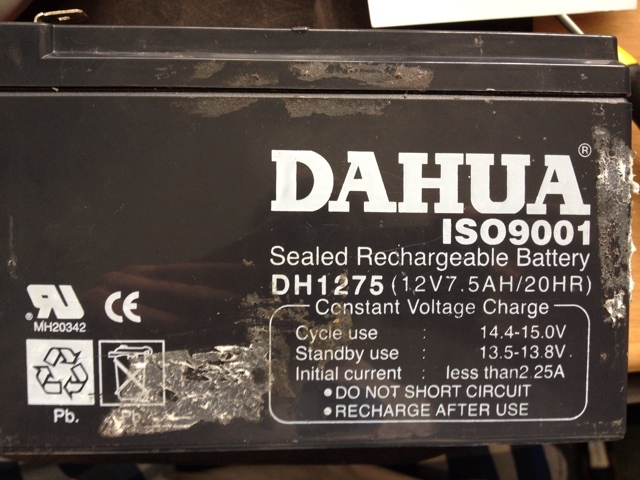 DAHUA®
ISO9001
Sealed Rechargeable Battery
DH1275 (12V7.5AH/20HR)
Constant Voltage Charge
Cycle use : 14.4-15.0V
Standby use : 13.5-13.8V
Initial current : less than2.25A
•DO NOT SHORT CIRCUIT
•RECHARGE AFTER USE
RU® CE
MH20342
Pb. Pb